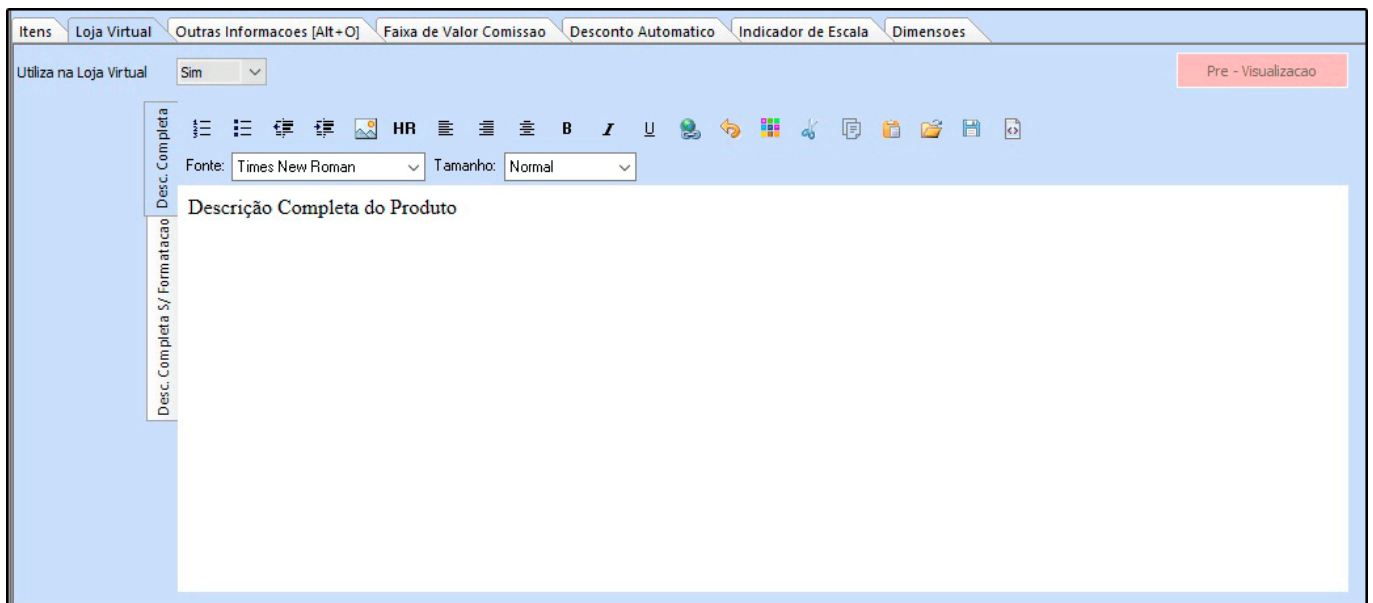 Itens Loja Virtual Outras Informacoes [Alt+O] Faixa de Valor Comissao Desconto Automatico Indicador de Escala Dimensoes
Utiliza na Loja Virtual Sim Pre - Visualizacao
Desc. Completa
Desc. Completa S/ Formatacao
HR B I U
Fonte: Times New Roman Tamanho: Normal
Descrição Completa do Produto